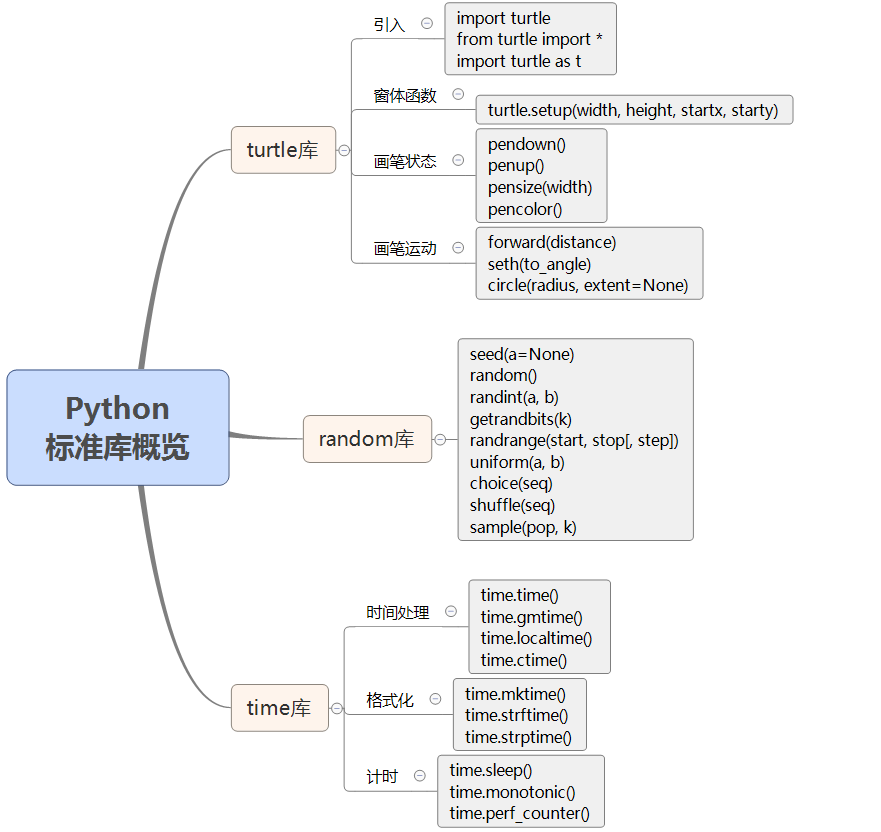 Python
标准库概览
turtle库
引入
import turtle
from turtle import *
import turtle as t
窗体函数
turtle.setup(width, height, startx, starty)
画笔状态
pendown()
penup()
pensize(width)
pencolor()
画笔运动
forward(distance)
seth(to_angle)
circle(radius, extent=None)
random库
seed(a=None)
random()
randint(a, b)
getrandbits(k)
randrange(start, stop[, step])
uniform(a, b)
choice(seq)
shuffle(seq)
sample(pop, k)
time库
时间处理
time.time()
time.gmtime()
time.localtime()
time.ctime()
格式化
time.mktime()
time.strftime()
time.strptime()
计时
time.sleep()
time.monotonic()
time.perf_counter()